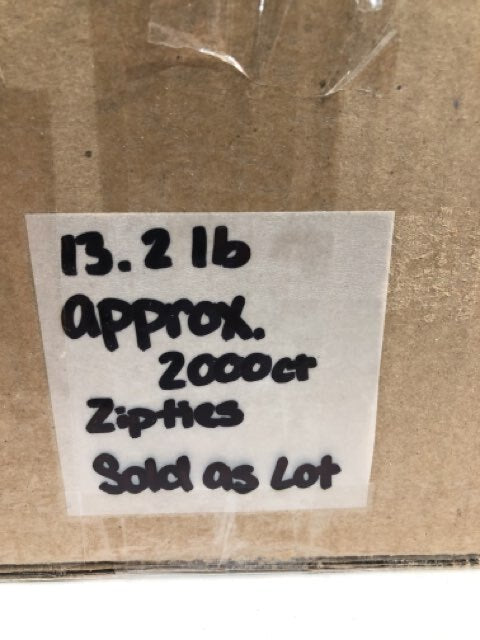 13.2 lb
approx.
2000ct
Zipties
Sold as Lot